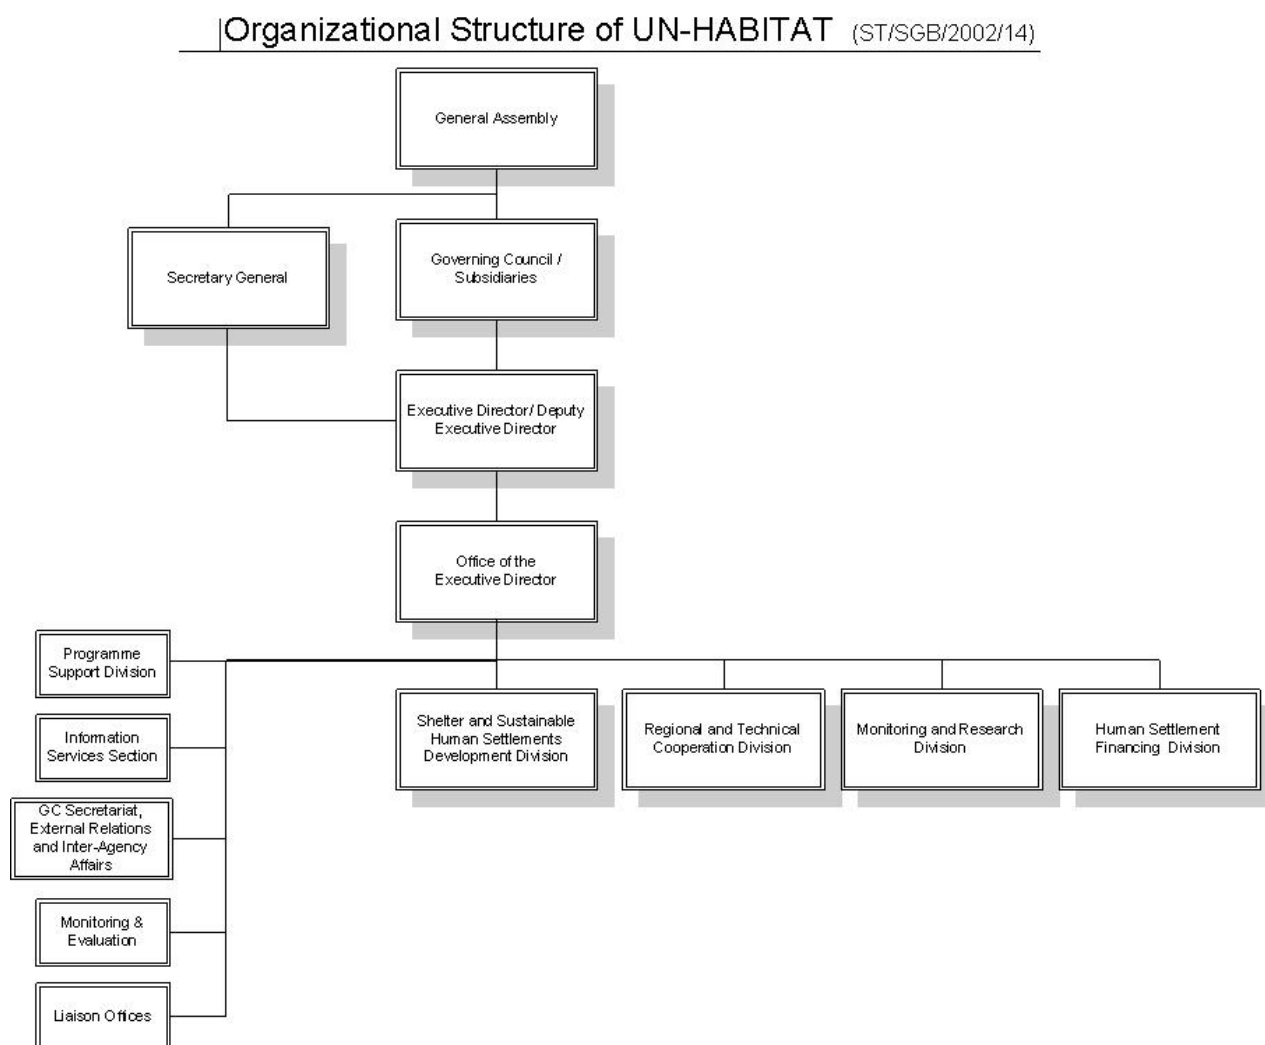 Organizational Structure of UN-HABITAT (ST/SGB/2002/14)
General Assembly
Secretary General
Governing Council /
Subsidiaries
Executive Director/ Deputy
Executive Director
Office of the
Executive Director
Programme
Support Division
Information
Services Section
GC Secretariat,
External Relations
and Inter-Agency
Affairs
Monitoring &
Evaluation
Liaison Offices
Shelter and Sustainable
Human Settlements
Development Division
Regional and Technical
Cooperation Division
Monitoring and Research
Division
Human Settlement
Financing Division